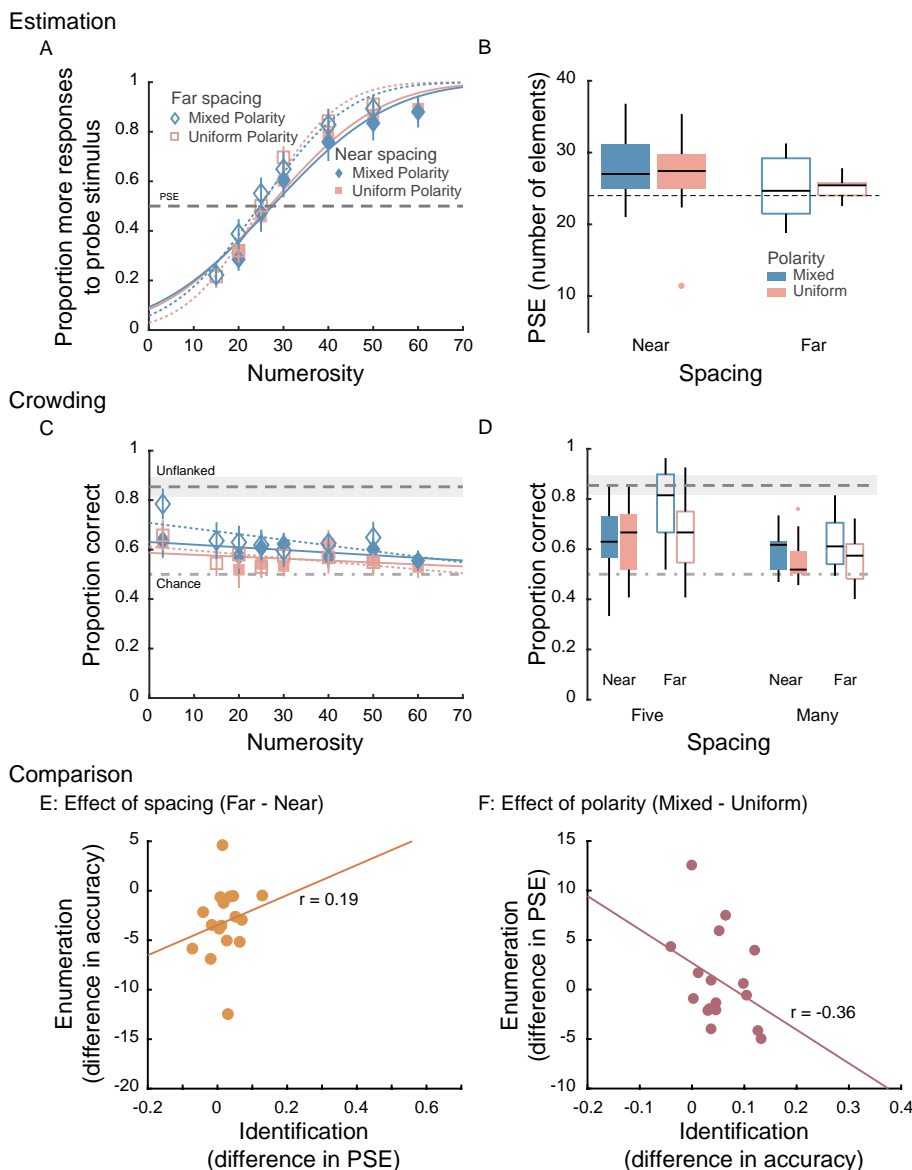 Estimation
A
Proportion more responses
to probe stimulus
1
0.8
0.6
0.4
0.2
0
Far spacing
Mixed Polarity
Uniform Polarity
Near spacing
Mixed Polarity
Uniform Polarity
PSE
0 10 20 30 40 50 60 70
Numerosity
B
PSE (number of elements)
40
30
20
10
Polarity
Mixed
Uniform
Near Far
Spacing
Crowding
C
Proportion correct
1
0.8
0.6
0.4
0.2
0
Unflanked
Chance
0 10 20 30 40 50 60 70
Numerosity
D
Proportion correct
1
0.8
0.6
0.4
0.2
0
Near Far Near Far
Five Many
Spacing
Comparison
E: Effect of spacing (Far - Near)
Enumeration
(difference in accuracy)
5
0
-5
-10
-15
-20
r = 0.19
-0.2 0 0.2 0.4 0.6
Identification
(difference in PSE)
F: Effect of polarity (Mixed - Uniform)
Enumeration
(difference in PSE)
15
10
5
0
-5
-10
r = -0.36
-0.2 -0.1 0 0.1 0.2 0.3 0.4
Identification
(difference in accuracy)